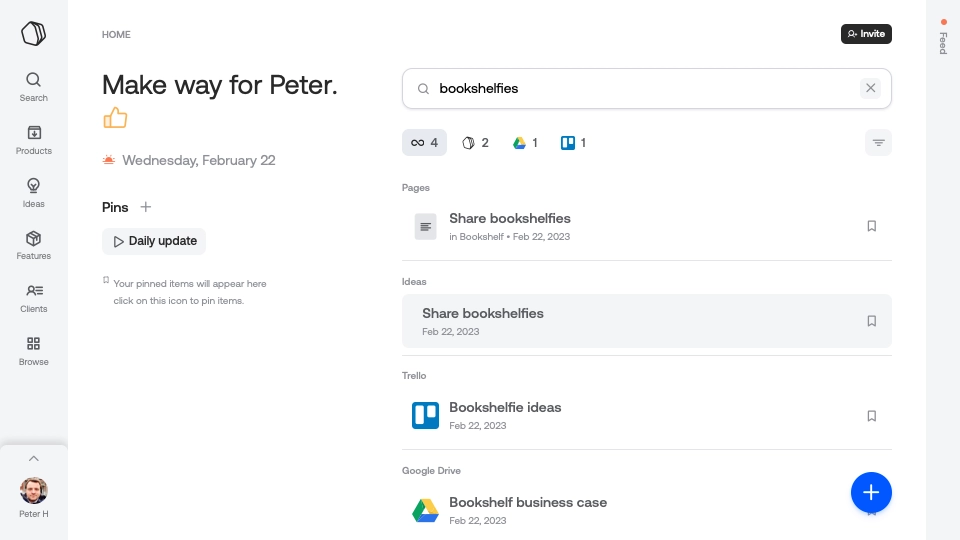 HOME
Invite
Feed
Search
Products
Ideas
Features
Clients
Browse
Peter H
Make way for Peter.
Wednesday, February 22
Pins
Daily update
Your pinned items will appear here
click on this icon to pin items.
bookshelfies
4
2
1
1
Pages
Share bookshelfies
in Bookshelf • Feb 22, 2023
Ideas
Share bookshelfies
Feb 22, 2023
Trello
Bookshelfie ideas
Feb 22, 2023
Google Drive
Bookshelf business case
Feb 22, 2023